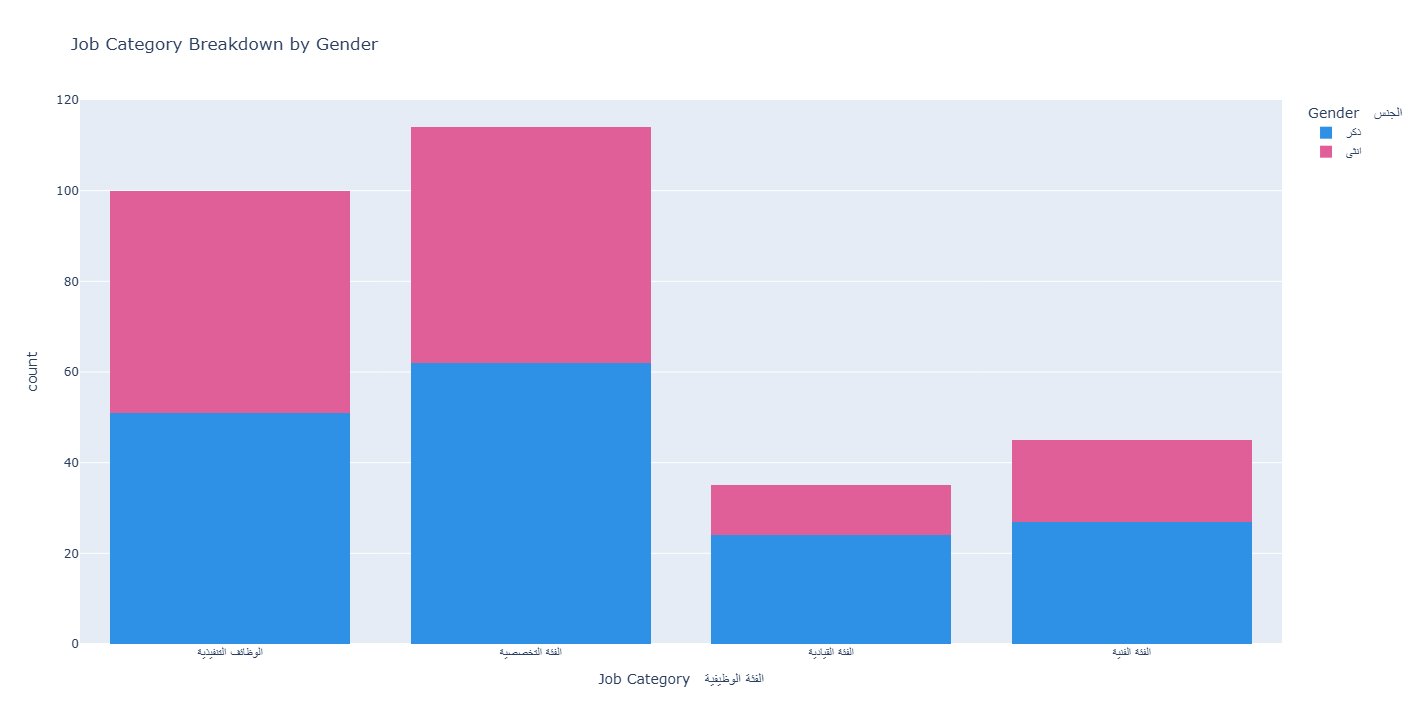 Job Category Breakdown by Gender
Gender الجنس
ذكر
انثى
count
120
100
80
60
40
20
0
الوظائف التنفيذية
الفئة التخصصية
الفئة القيادية
الفئة الفنية
Job Category الفئة الوظيفية